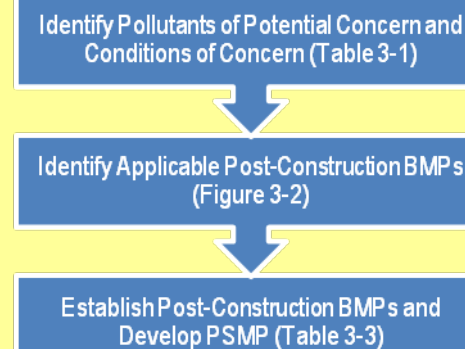 Identify Pollutants of Potential Concern and
Conditions of Concern (Table 3-1)
Identify Applicable Post-Construction BMPs
(Figure 3-2)
Establish Post-Construction BMPs and
Develop PSMP (Table 3-3)